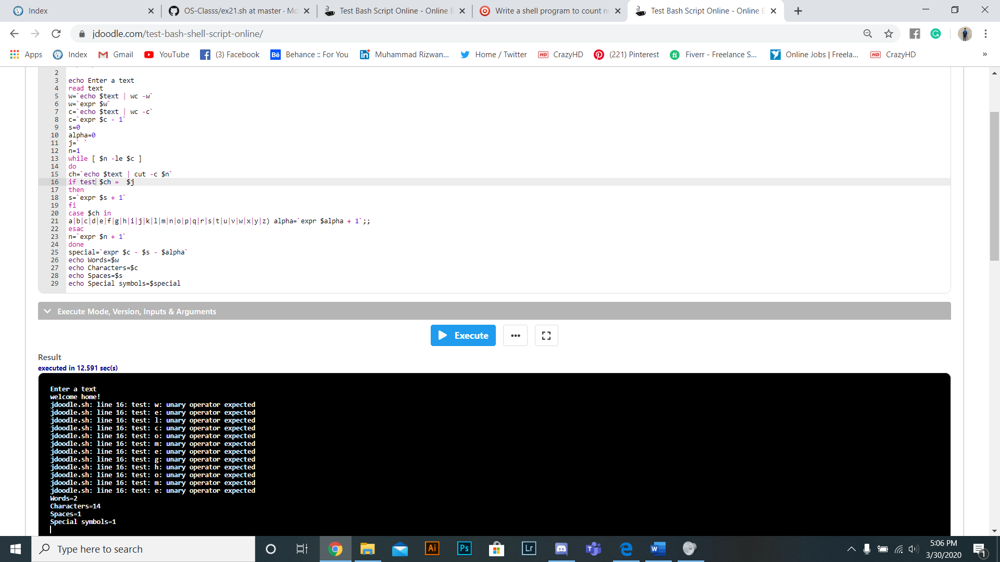 Index
OS-Classs/ex21.sh at master · Md
Test Bash Script Online - Online B
Write a shell program to count n
Test Bash Script Online - Online B
jdoodle.com/test-bash-shell-script-online/
Apps
Index
Gmail
YouTube
(3) Facebook
Behance :: For You
Muhammad Rizwan...
Home / Twitter
CrazyHD
(221) Pinterest
Fiverr - Freelance S...
Online Jobs | Freela...
CrazyHD
»
2
3 echo Enter a text
4 read text
5 w=`echo $text | wc -w`
6 w=`expr $w`
7 c=`echo $text | wc -c`
8 c=`expr $c - 1`
9 s=0
10 alpha=0
11 j=` `
12 n=1
13 while [ $n -le $c ]
14 do
15 ch=`echo $text | cut -c $n`
16 if test $ch =  $j
17 then
18 s=`expr $s + 1`
19 fi
20 case $ch in
21 a|b|c|d|e|f|g|h|i|j|k|l|m|n|o|p|q|r|s|t|u|v|w|x|y|z) alpha=`expr $alpha + 1`;;
22 esac
23 n=`expr $n + 1`
24 done
25 special=`expr $c - $s - $alpha`
26 echo Words=$w
27 echo Characters=$c
28 echo Spaces=$s
29 echo Special symbols=$special
Execute Mode, Version, Inputs & Arguments
Execute
Result
executed in 12.591 sec(s)
Enter a text
welcome home!
jdoodle.sh: line 16: test: w: unary operator expected
jdoodle.sh: line 16: test: e: unary operator expected
jdoodle.sh: line 16: test: l: unary operator expected
jdoodle.sh: line 16: test: c: unary operator expected
jdoodle.sh: line 16: test: o: unary operator expected
jdoodle.sh: line 16: test: m: unary operator expected
jdoodle.sh: line 16: test: e: unary operator expected
jdoodle.sh: line 16: test: g: unary operator expected
jdoodle.sh: line 16: test: h: unary operator expected
jdoodle.sh: line 16: test: o: unary operator expected
jdoodle.sh: line 16: test: m: unary operator expected
jdoodle.sh: line 16: test: e: unary operator expected
Words=2
Characters=14
Spaces=1
Special symbols=1
Type here to search
Ai
Ps
Lr
5:06 PM
3/30/2020
1